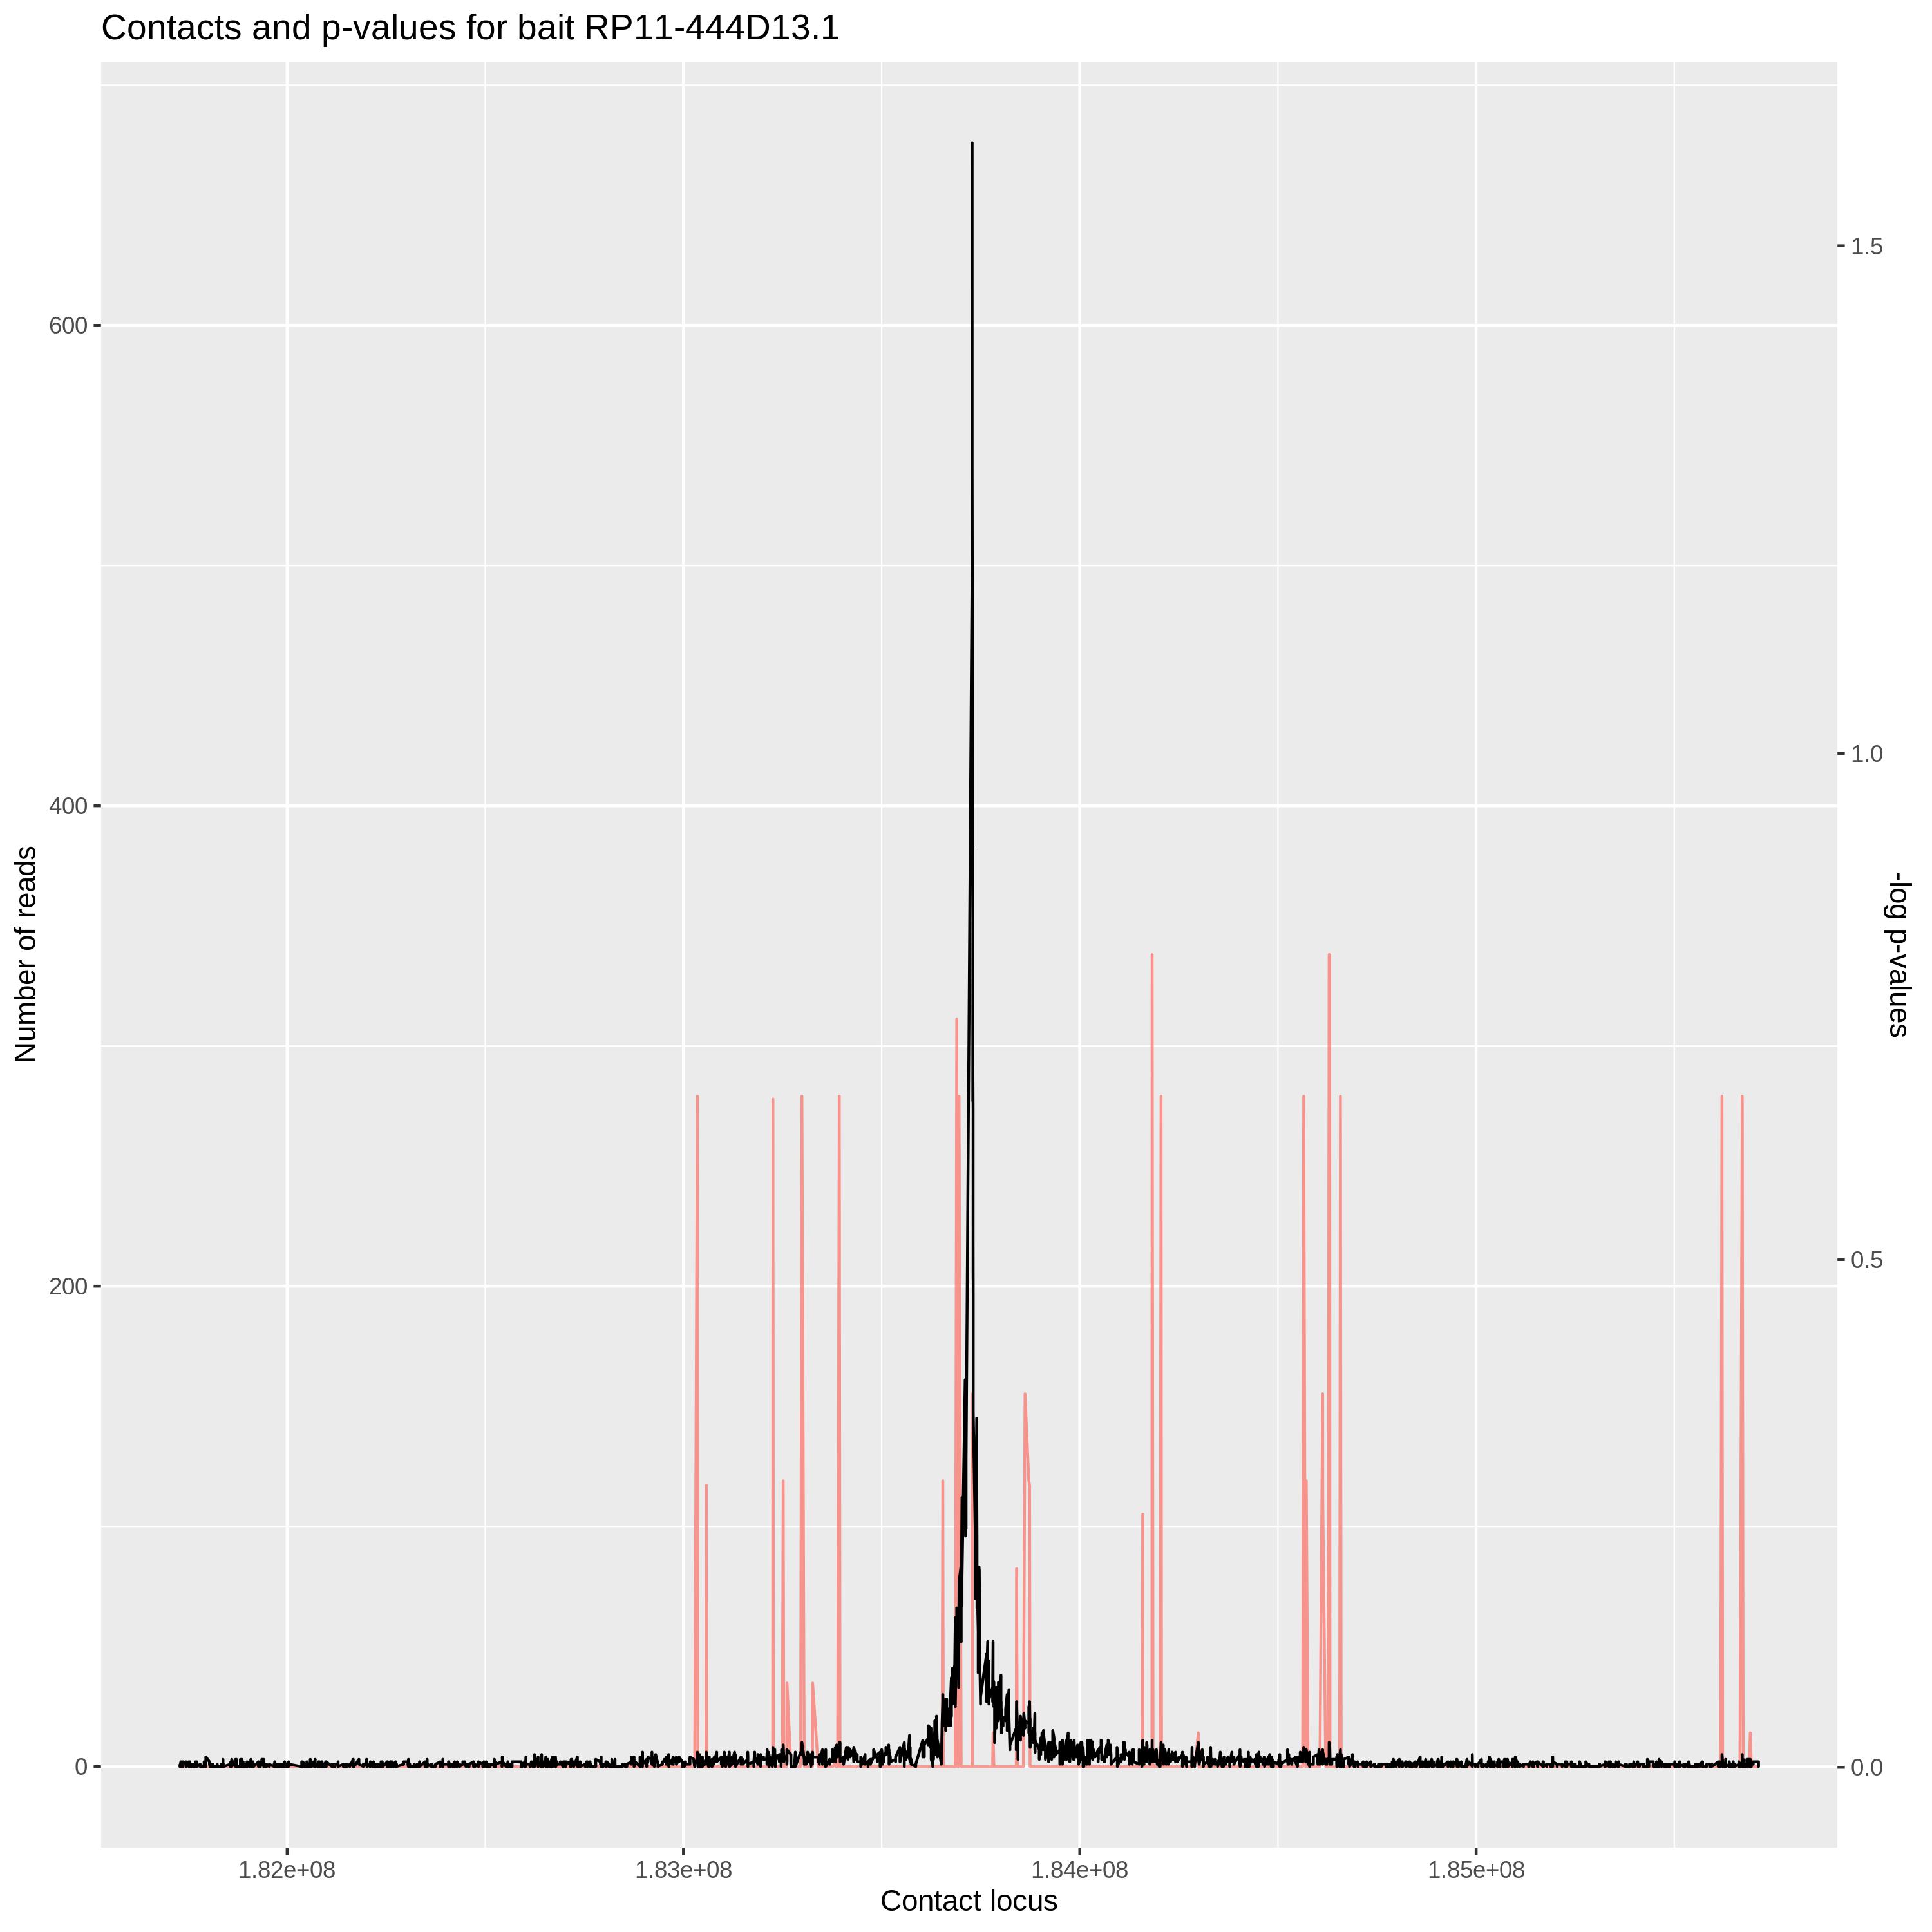 Contacts and p-values for bait RP11-444D13.1
Number of reads
600
400
200
0
1.5
1.0
0.5
0.0
-log p-values
1.82e+08
1.83e+08
1.84e+08
1.85e+08
Contact locus